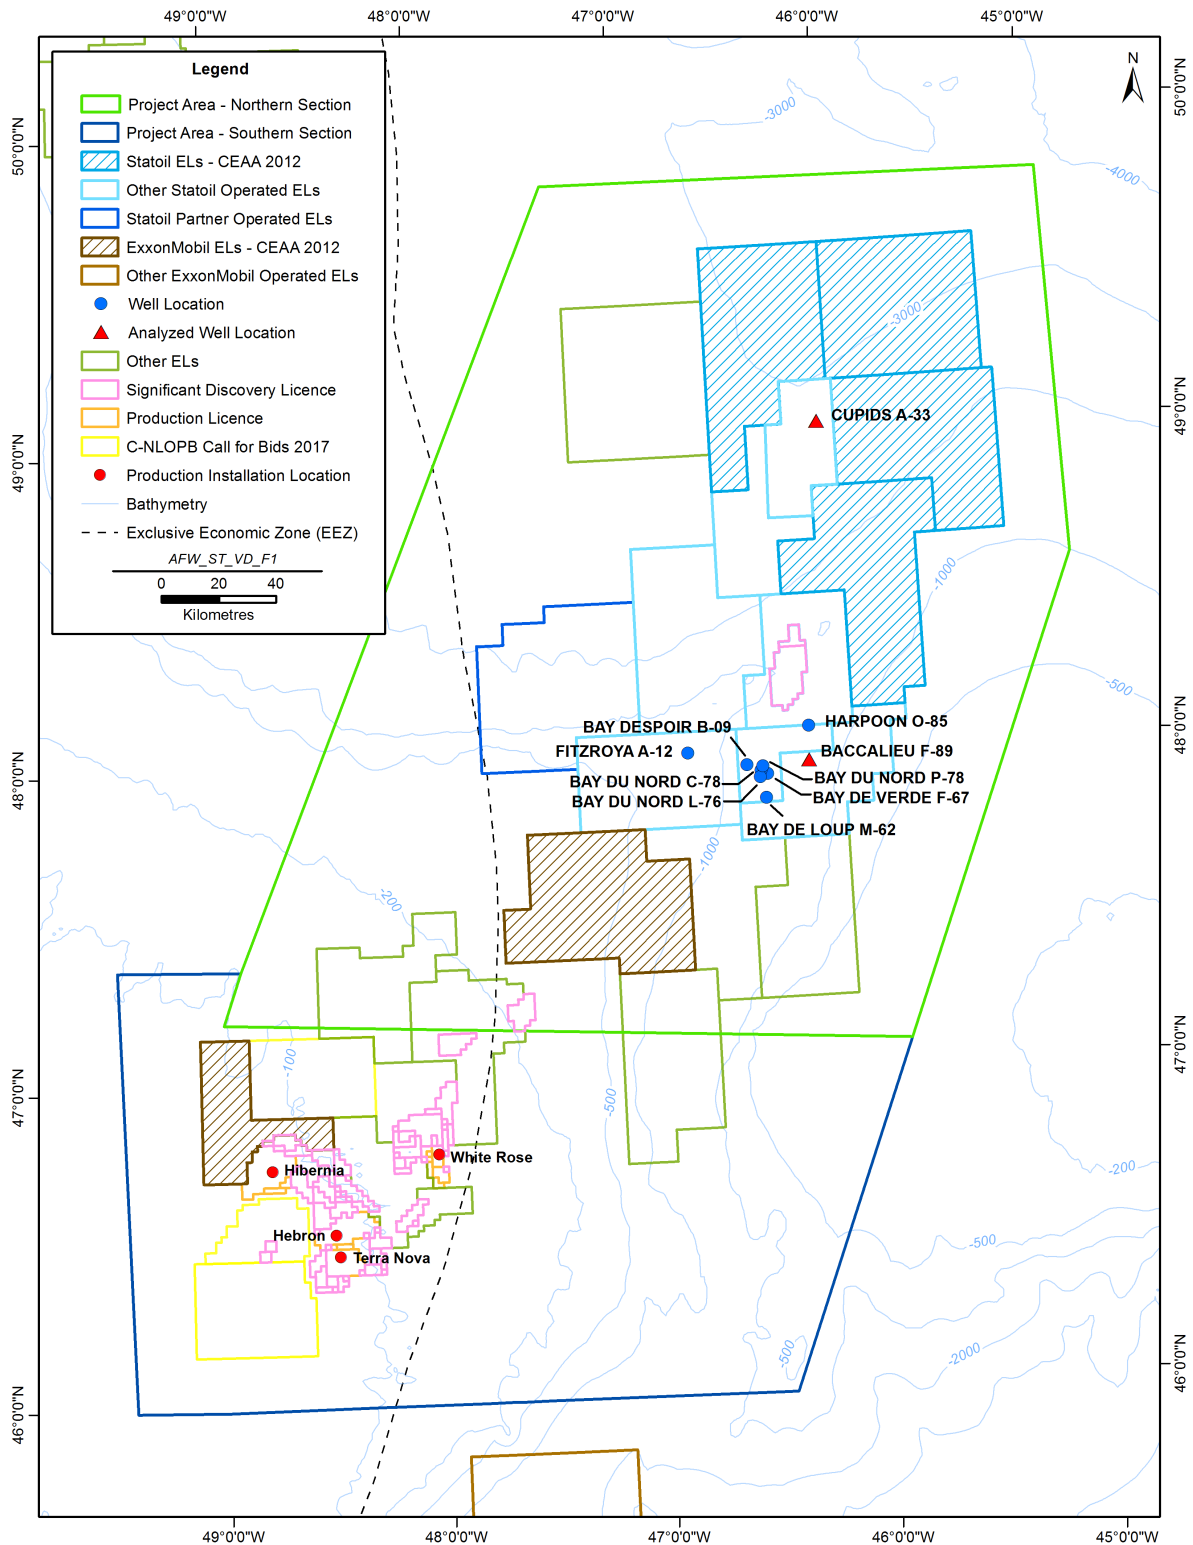 49°0'0"W
48°0'0"W
47°0'0"W
46°0'0"W
45°0'0"W
Legend
Project Area - Northern Section
Project Area - Southern Section
Statoil ELs - CEAA 2012
Other Statoil Operated ELs
Statoil Partner Operated ELs
ExxonMobil ELs - CEAA 2012
Other ExxonMobil Operated ELs
Well Location
Analyzed Well Location
Other ELs
Significant Discovery Licence
Production Licence
C-NLOPB Call for Bids 2017
Production Installation Location
Bathymetry
Exclusive Economic Zone (EEZ)
AFW_ST_VD_F1
0 20 40
Kilometres
N
50°0'0"N
50°0'0"N
-3000
-4000
-3000
49°0'0"N
CUPIDS A-33
49°0'0"N
-1000
-500
HARPOON O-85
BAY DESPOIR B-09
48°0'0"N
FITZROYA A-12
BACCALIEU F-89
48°0'0"N
BAY DU NORD C-78
BAY DU NORD P-78
BAY DU NORD L-76
BAY DE VERDE F-67
BAY DE LOUP M-62
-1000
-200
47°0'0"N
-100
47°0'0"N
-500
White Rose
Hibernia
-200
Hebron
Terra Nova
-500
-500
-2000
46°0'0"N
46°0'0"N
49°0'0"W
48°0'0"W
47°0'0"W
46°0'0"W
45°0'0"W